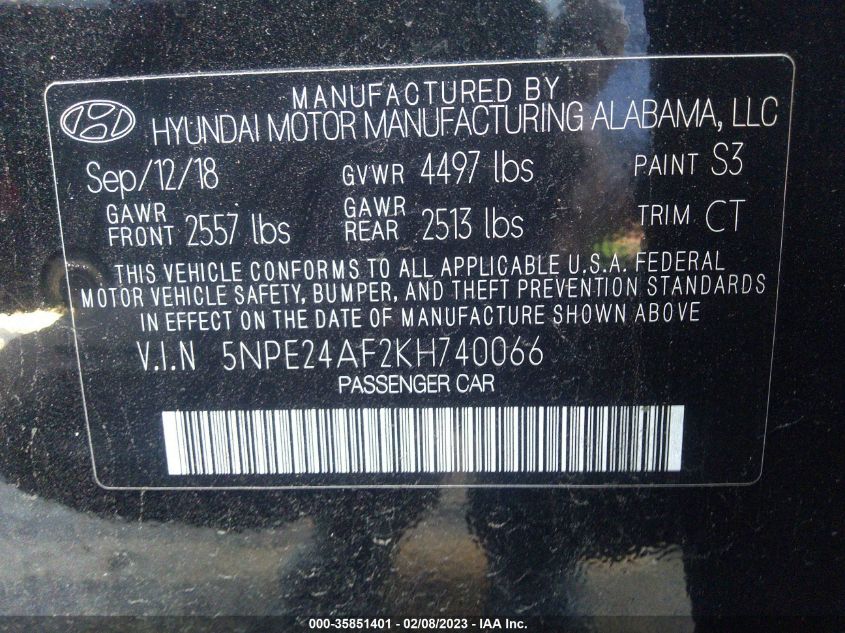 MANUFACTURED BY
HYUNDAI MOTOR MANUFACTURING ALABAMA, LLC
Sep/12/18 GVWR 4497 lbs PAINT S3
GAWR FRONT 2557 lbs GAWR REAR 2513 lbs TRIM CT
THIS VEHICLE CONFORMS TO ALL APPLICABLE U.S.A. FEDERAL
MOTOR VEHICLE SAFETY, BUMPER, AND THEFT PREVENTION STANDARDS
IN EFFECT ON THE DATE OF MANUFACTURE SHOWN ABOVE
V.I.N 5NPE24AF2KH740066
PASSENGER CAR
000-35851401 - 02/08/2023 - IAA Inc.